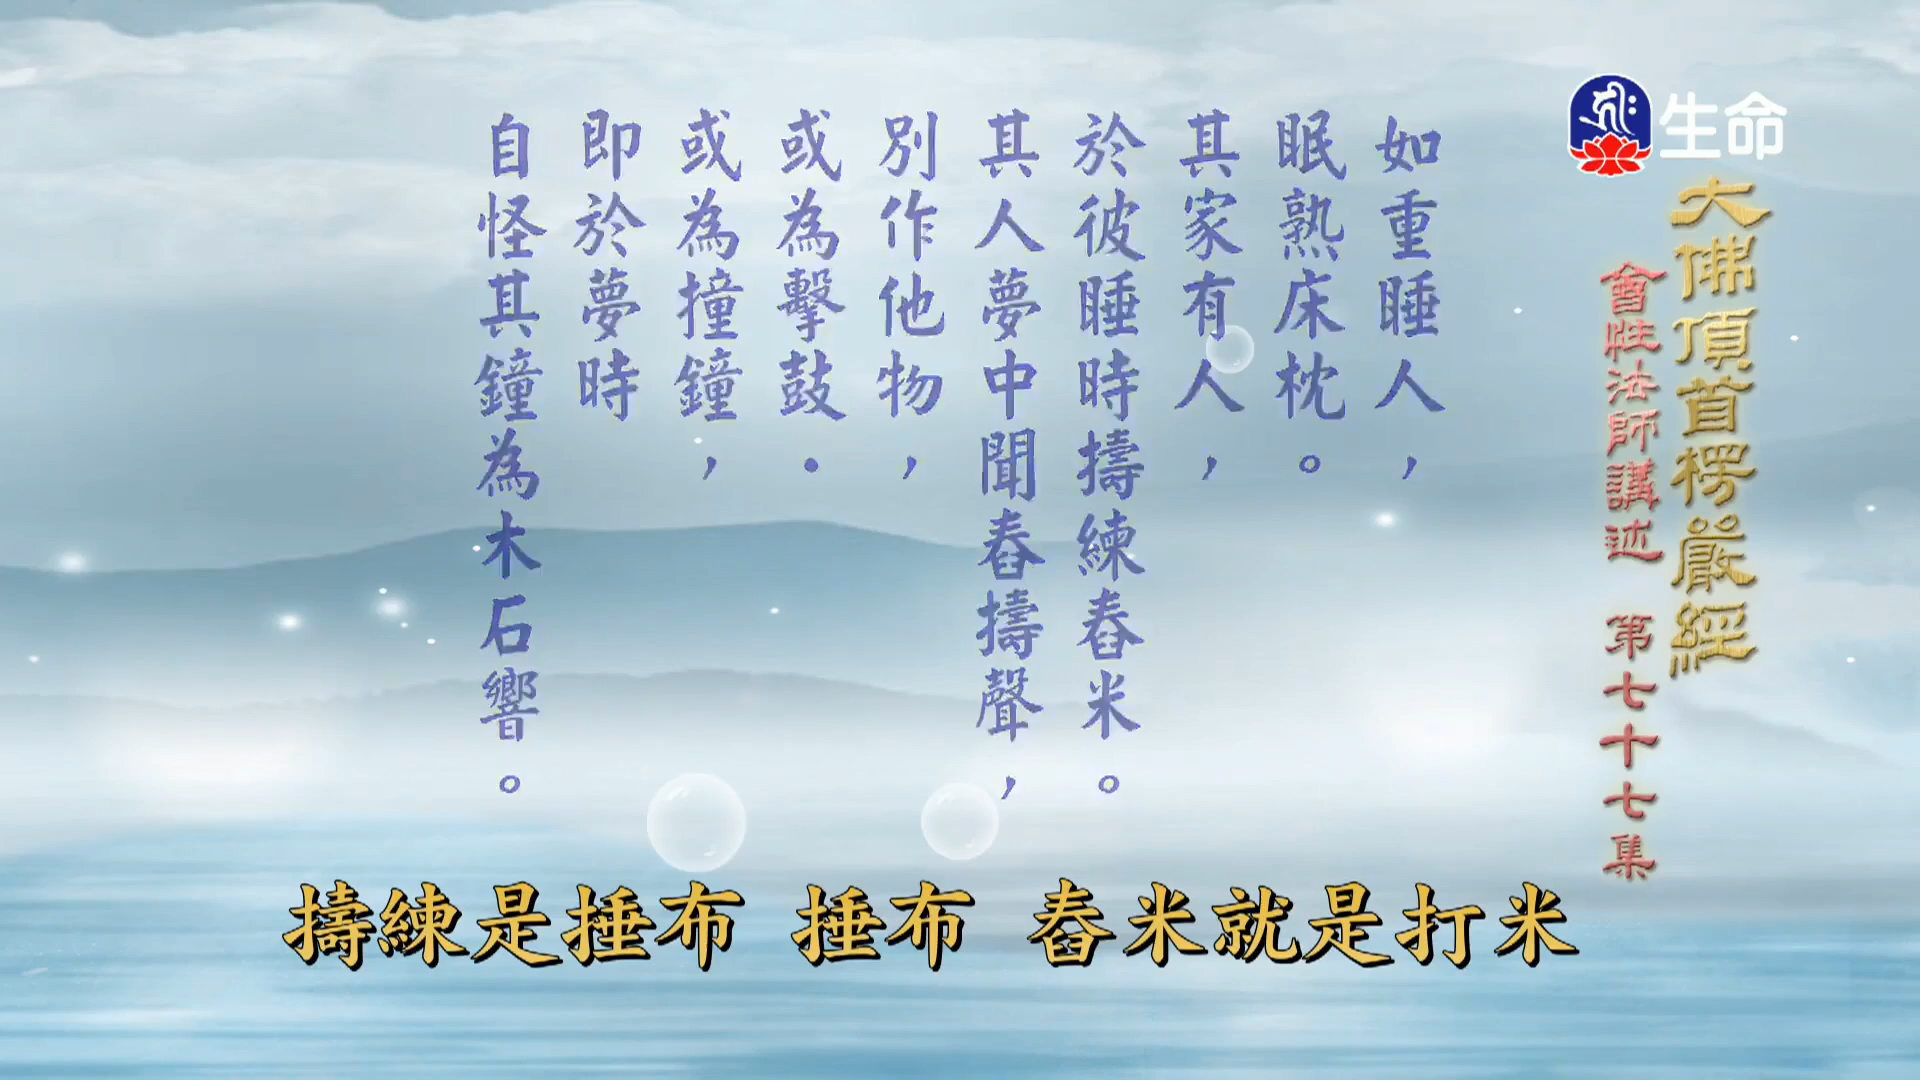 生命
大佛頂首楞嚴經
會性法師講述 第七十七集
如重睡人，
眠熟床枕。
其家有人，
於彼睡時擣練舂米。
其人夢中聞舂擣聲，
別作他物，
或為擊鼓．
或為撞鐘，
即於夢時
自怪其鐘為木石響。
擣練是捶布 捶布 舂米就是打米